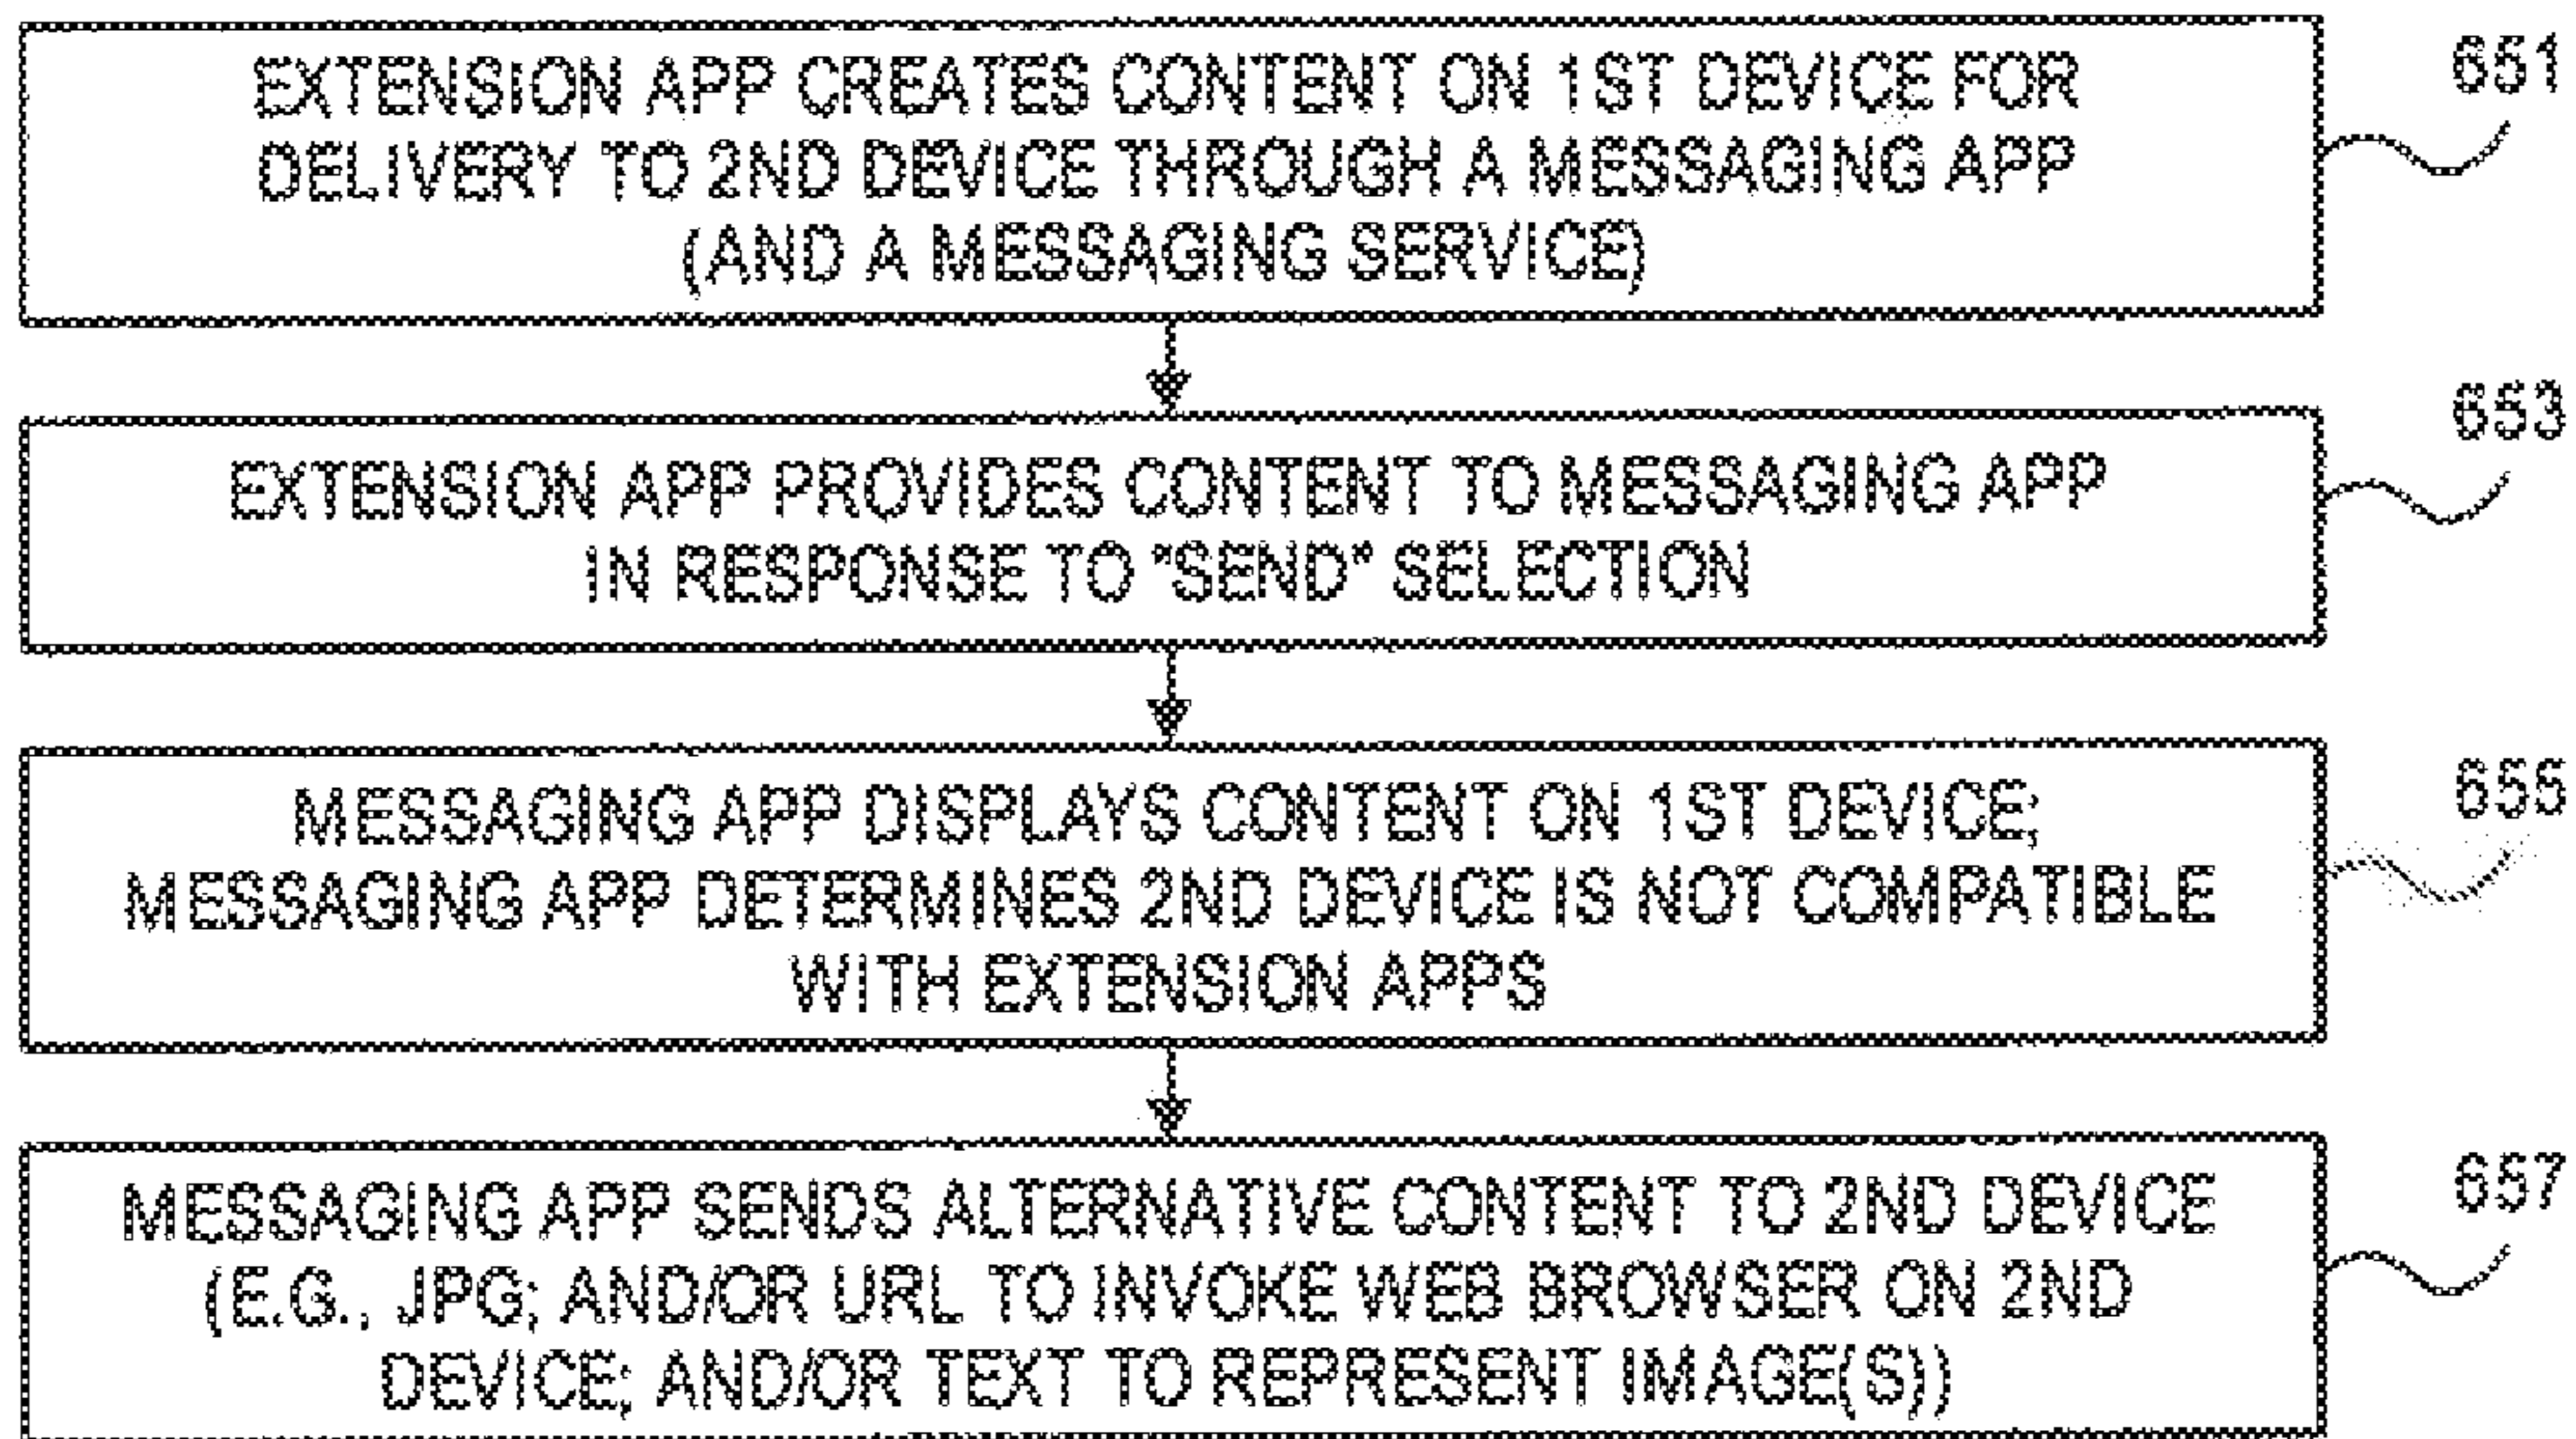 EXTENSION APP CREATES CONTENT ON 1ST DEVICE FOR
DELIVERY TO 2ND DEVICE THROUGH A MESSAGING APP
(AND A MESSAGING SERVICE)
651
EXTENSION APP PROVIDES CONTENT TO MESSAGING APP
IN RESPONSE TO "SEND" SELECTION
653
MESSAGING APP DISPLAYS CONTENT ON 1ST DEVICE;
MESSAGING APP DETERMINES 2ND DEVICE IS NOT COMPATIBLE
WITH EXTENSION APPS
655
MESSAGING APP SENDS ALTERNATIVE CONTENT TO 2ND DEVICE
(E.G., JPG; AND/OR URL TO INVOKE WEB BROWSER ON 2ND
DEVICE; AND/OR TEXT TO REPRESENT IMAGE(S))
657